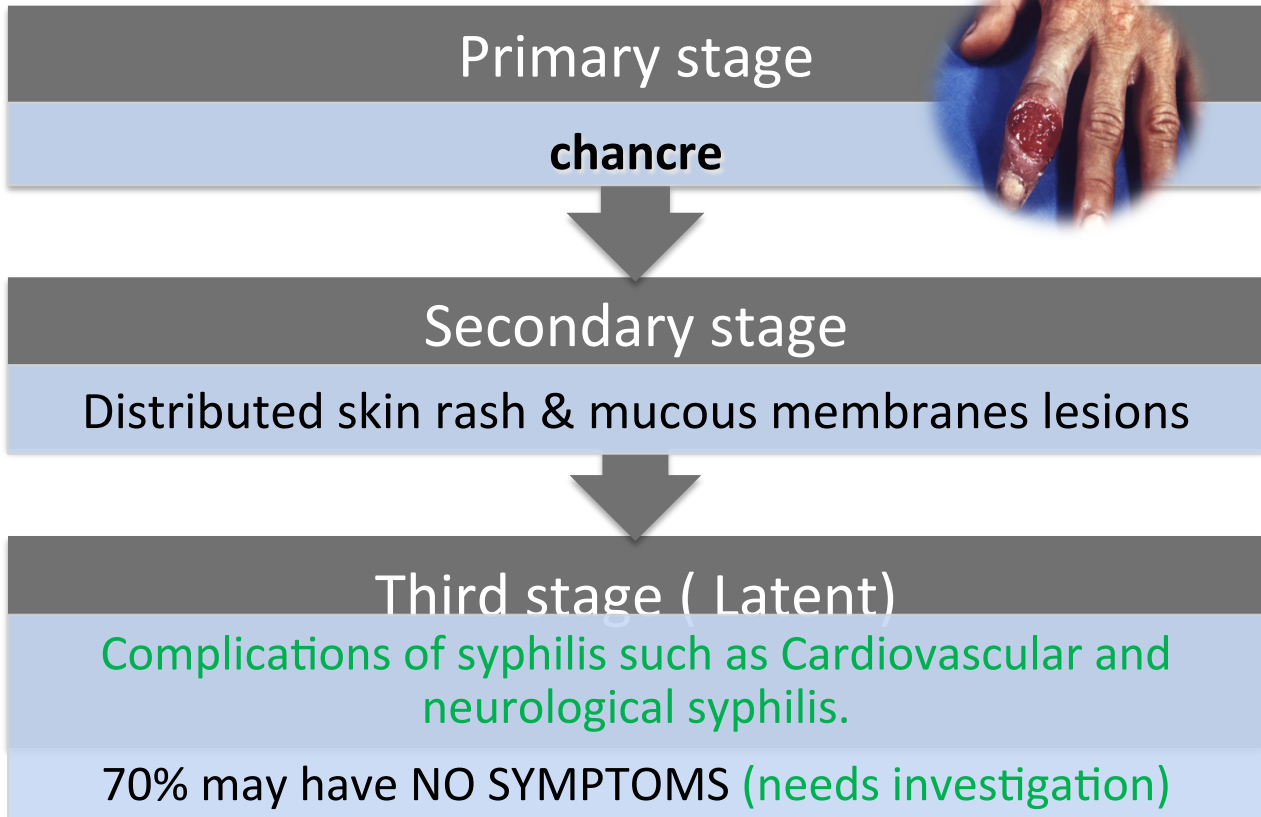 Primary stage
chancre
Secondary stage
Distributed skin rash & mucous membranes lesions
Third stage ( Latent)
Complications of syphilis such as Cardiovascular and
neurological syphilis.
70% may have NO SYMPTOMS (needs investigation)